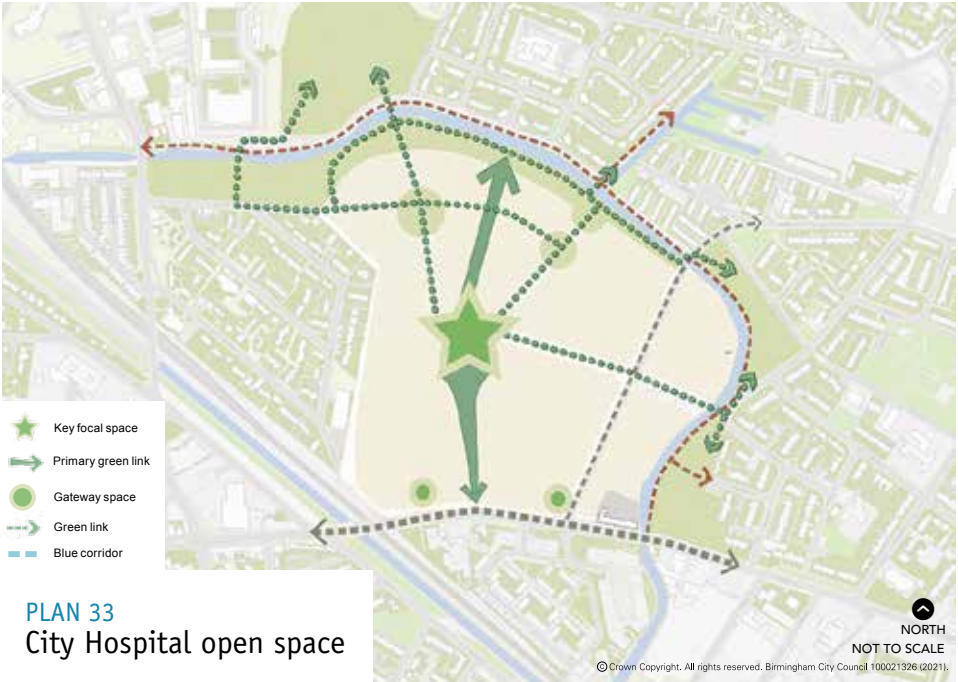 Key focal space
Primary green link
Gateway space
Green link
Blue corridor
PLAN 33
City Hospital open space
NORTH
NOT TO SCALE
© Crown Copyright. All rights reserved. Birmingham City Council 100021326 (2021).